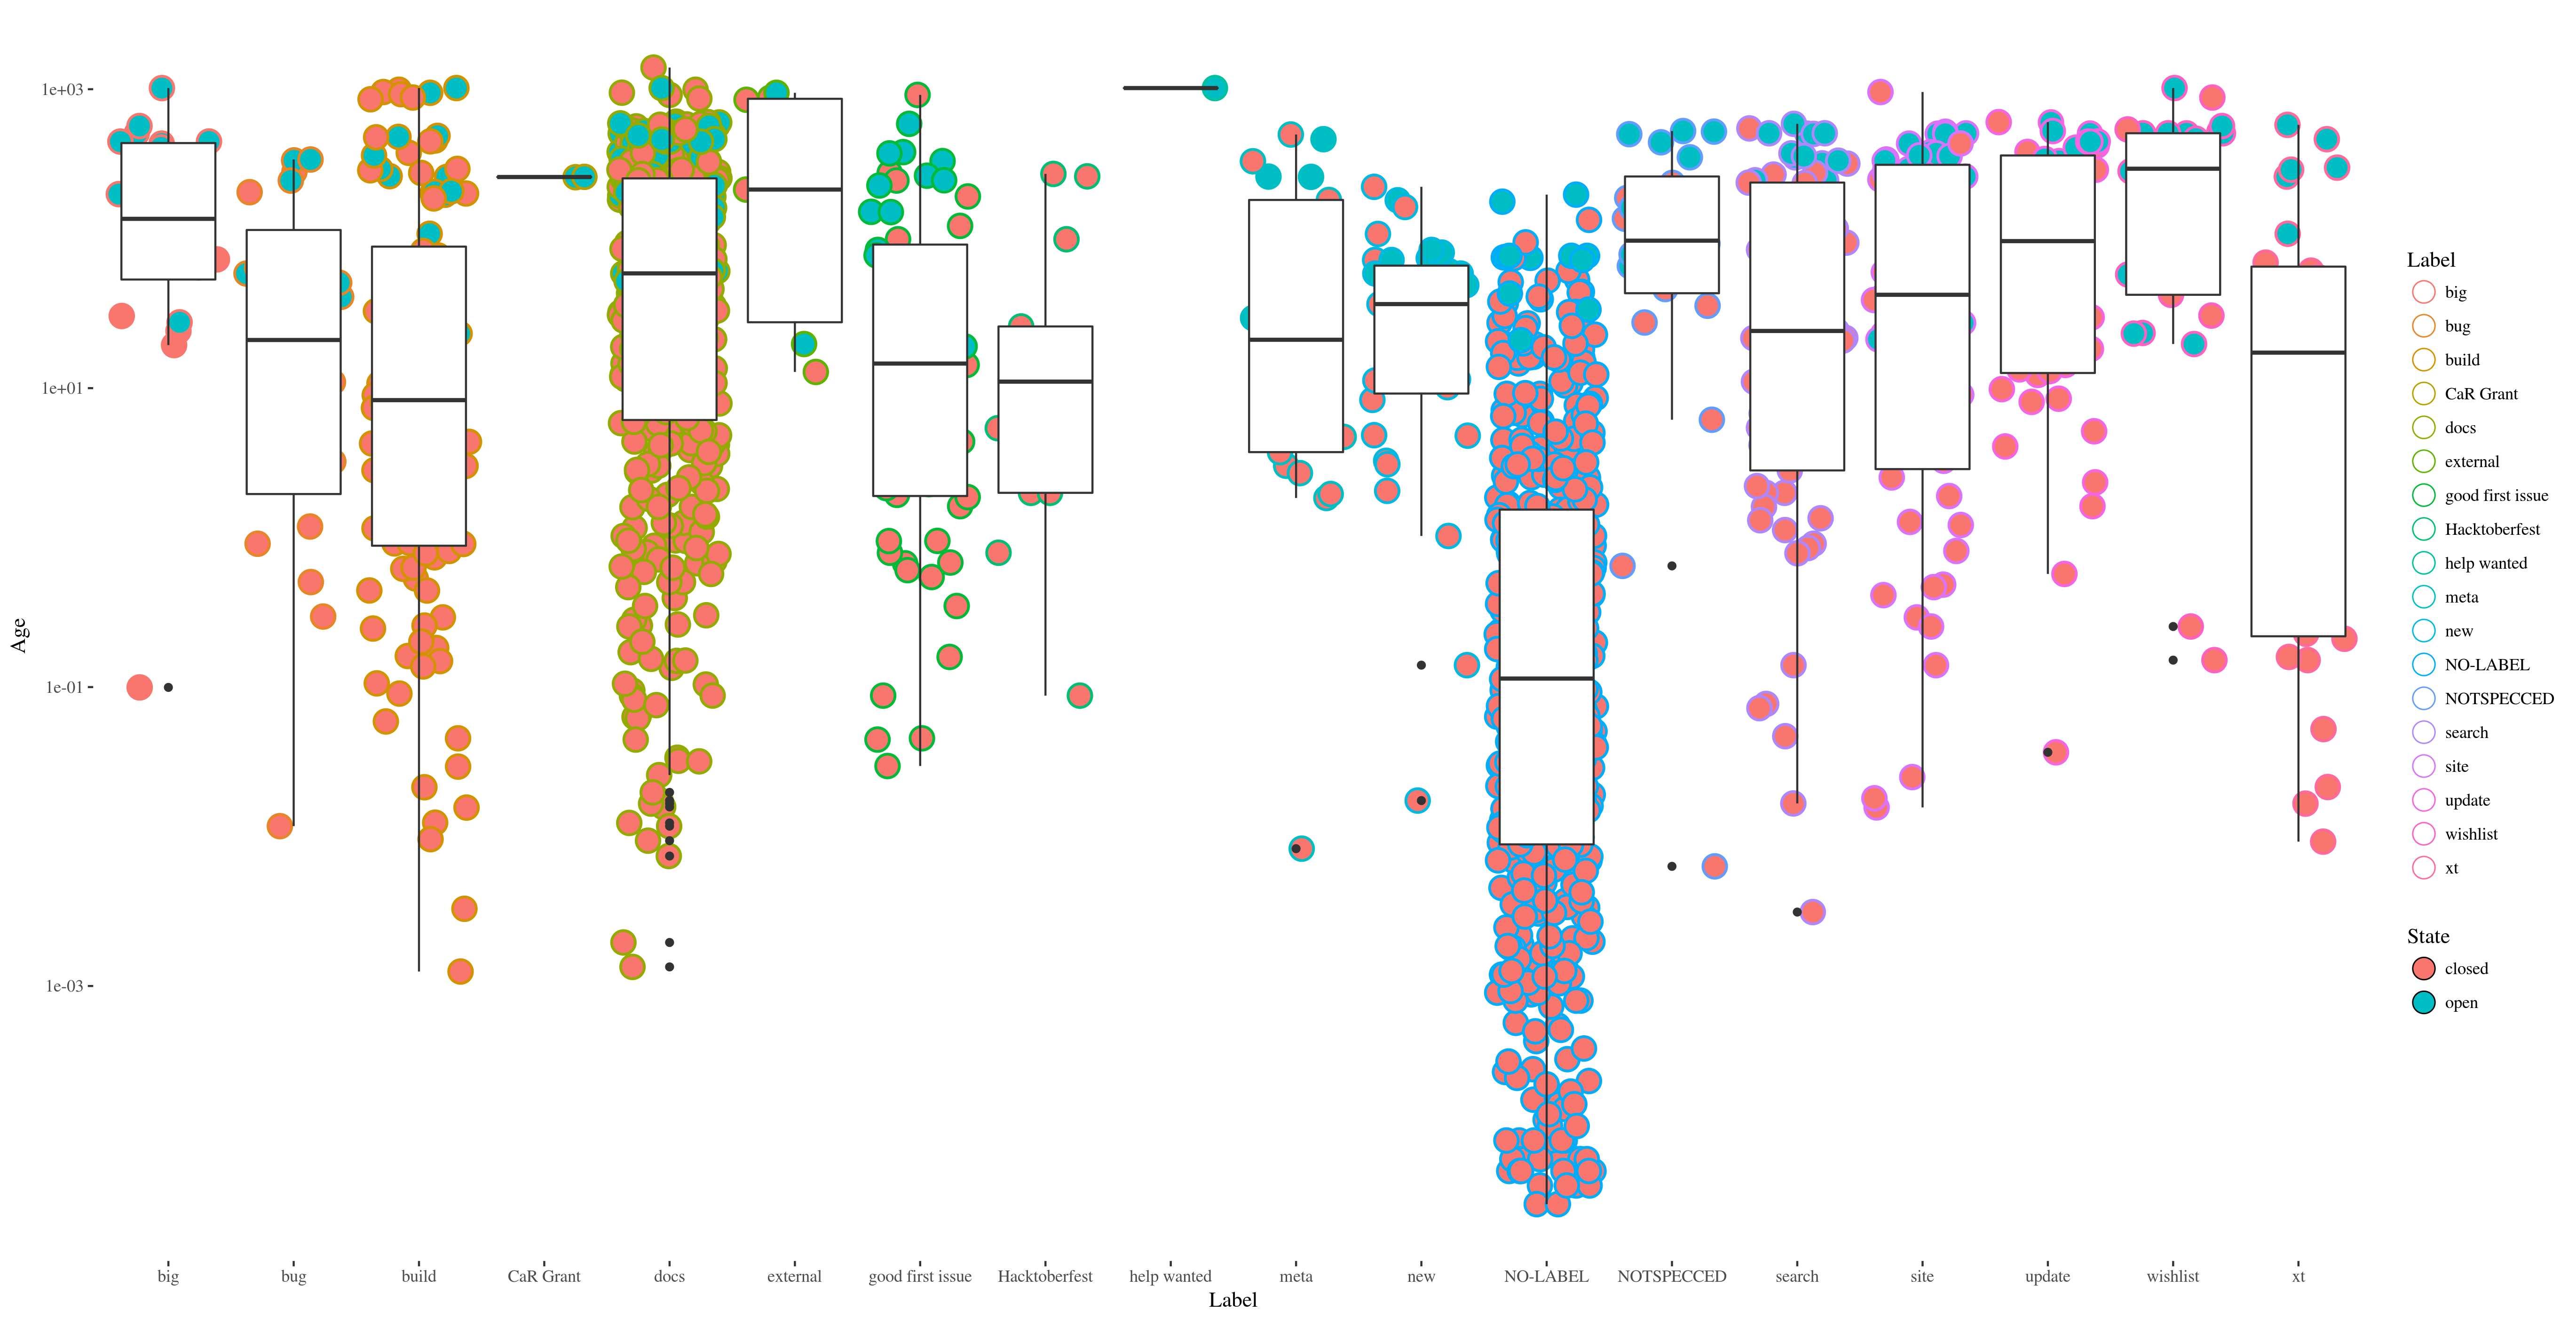 1e+03
1e+01
1e-01
1e-03
Age
big bug build CaR Grant docs external good first issue Hacktoberfest help wanted meta new NO-LABEL NOTSPECCED search site update wishlist xt
Label
Label
big
bug
build
CaR Grant
docs
external
good first issue
Hacktoberfest
help wanted
meta
new
NO-LABEL
NOTSPECCED
search
site
update
wishlist
xt
State
closed
open